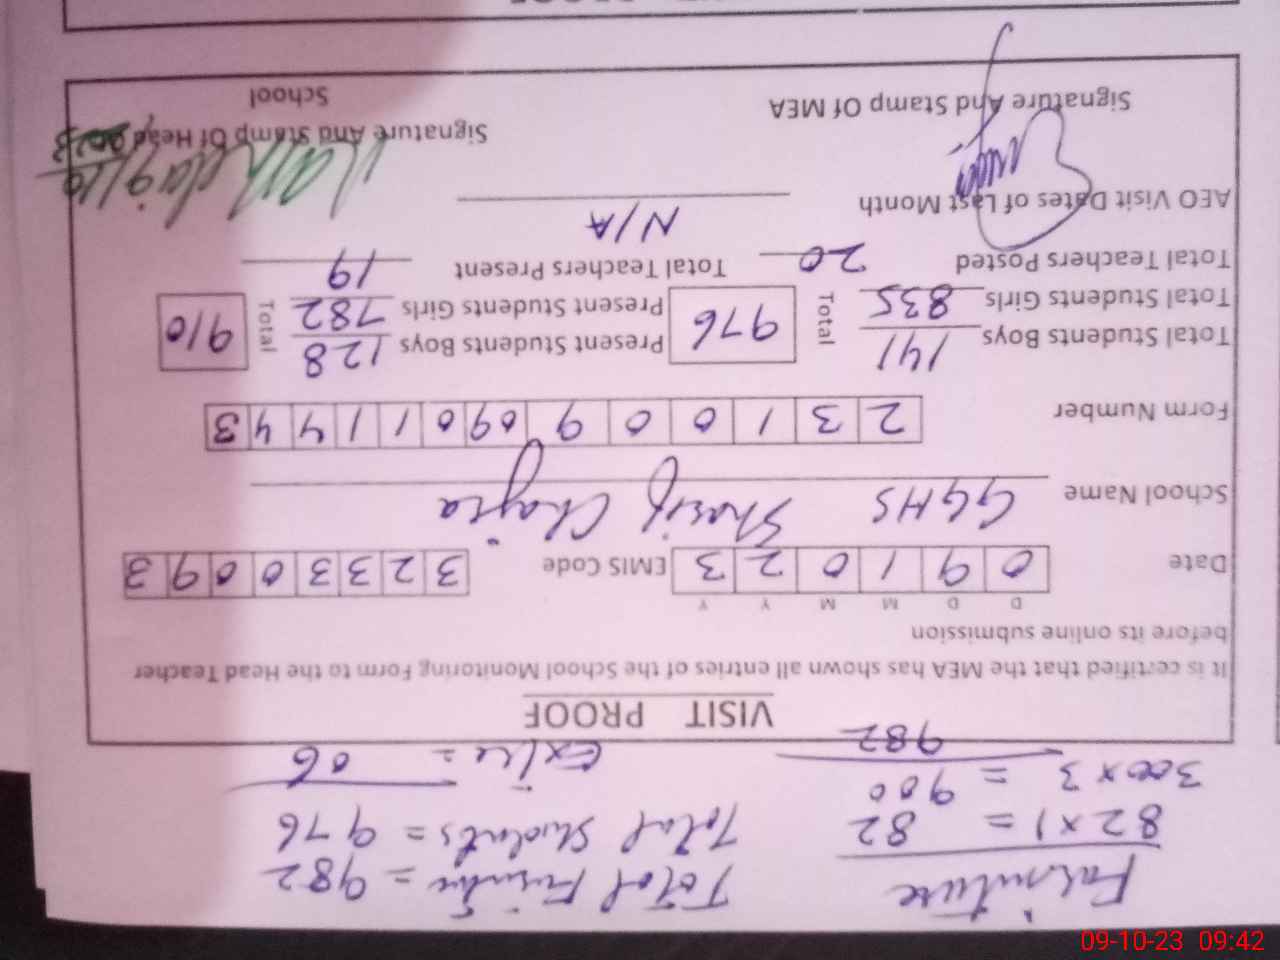 Farniture
82 x 1 = 82
300 x 3 = 900
982
Total Firnitue = 982
Total Students = 976
Extre = 06
VISIT PROOF
It is certified that the MEA has shown all entries of the School Monitoring Form to the Head Teacher
before its online submission
D D M M Y Y
Date 0 9 1 0 2 3 EMIS Code 3 2 3 3 0 0 9 3
School Name GGHS Sharif Chajra
Form Number 2 3 1 0 0 9 09 0 1 1 4 4 3
Total Students Boys 141 Total 976 Present Students Boys 128 Total 910
Total Students Girls 835 Present Students Girls 782
Total Teachers Posted 20 Total Teachers Present 19
AEO Visit Dates of Last Month N/A
Signature And Stamp Of MEA Signature And Stamp Of Head
School
09-10-23 09:42